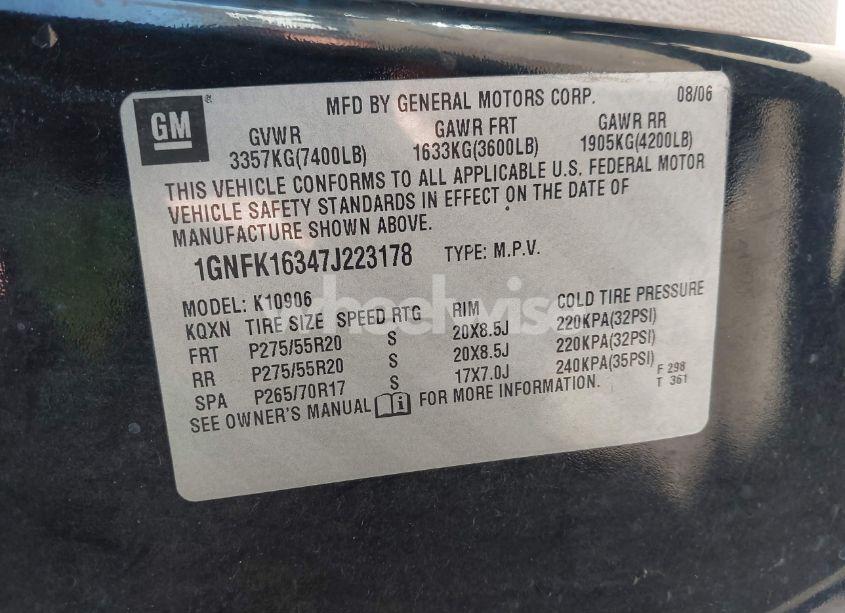 GM
®
MFD BY GENERAL MOTORS CORP. 08/06
GVWR GAWR FRT GAWR RR
3357KG(7400LB) 1633KG(3600LB) 1905KG(4200LB)
THIS VEHICLE CONFORMS TO ALL APPLICABLE U.S. FEDERAL MOTOR
VEHICLE SAFETY STANDARDS IN EFFECT ON THE DATE OF
MANUFACTURE SHOWN ABOVE.
1GNFK16347J223178 TYPE: M.P.V.
MODEL: K10906
KQXN TIRE SIZE SPEED RTG RIM COLD TIRE PRESSURE
FRT P275/55R20 S 20X8.5J 220KPA(32PSI)
RR P275/55R20 S 20X8.5J 220KPA(32PSI)
SPA P265/70R17 S 17X7.0J 240KPA(35PSI)
F 298
T 361
SEE OWNER'S MANUAL i FOR MORE INFORMATION.